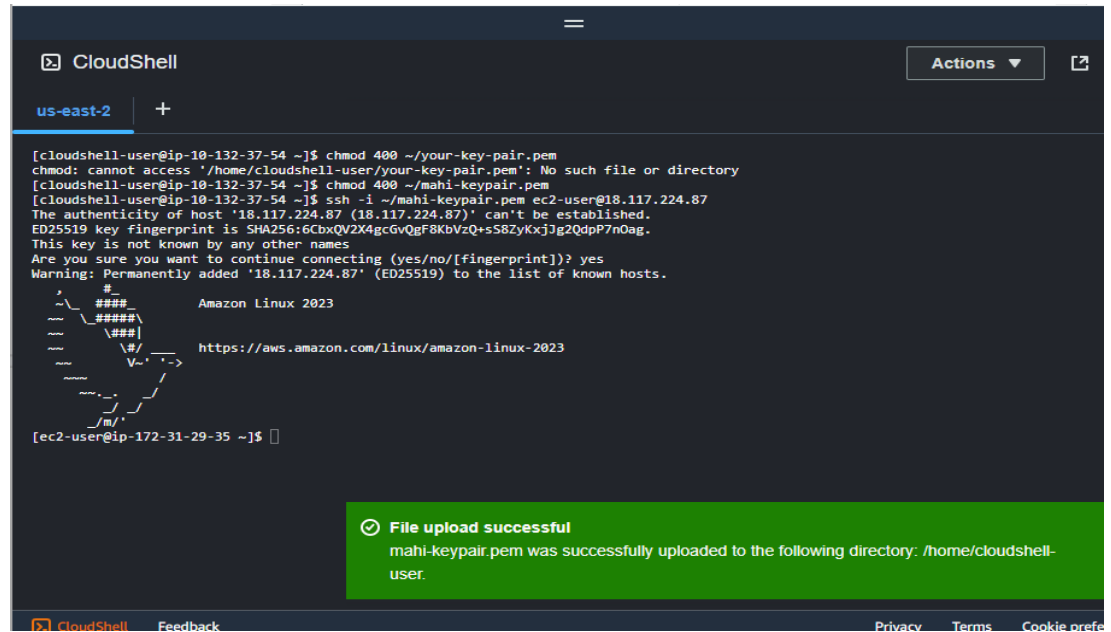 CloudShell
Actions
us-east-2
+
[cloudshell-user@ip-10-132-37-54 ~]$ chmod 400 ~/your-key-pair.pem
chmod: cannot access '/home/cloudshell-user/your-key-pair.pem': No such file or directory
[cloudshell-user@ip-10-132-37-54 ~]$ chmod 400 ~/mahi-keypair.pem
[cloudshell-user@ip-10-132-37-54 ~]$ ssh -i ~/mahi-keypair.pem ec2-user@18.117.224.87
The authenticity of host '18.117.224.87 (18.117.224.87)' can't be established.
ED25519 key fingerprint is SHA256:6CbxQV2X4gcGvQgF8KbVzQ+sS8ZyKxjJg2QdpP7nOag.
This key is not known by any other names
Are you sure you want to continue connecting (yes/no/[fingerprint])? yes
Warning: Permanently added '18.117.224.87' (ED25519) to the list of known hosts.
   ,     #_
   ~\_  ####_        Amazon Linux 2023
  ~~  \_#####\
  ~~     \###|
  ~~       \#/ ___   https://aws.amazon.com/linux/amazon-linux-2023
   ~~       V~' '->
    ~~~         /
      ~~._.   _/
         _/ _/
       _/m/'
[ec2-user@ip-172-31-29-35 ~]$
File upload successful
mahi-keypair.pem was successfully uploaded to the following directory: /home/cloudshell-
user.
CloudShell Feedback Privacy Terms Cookie prefe